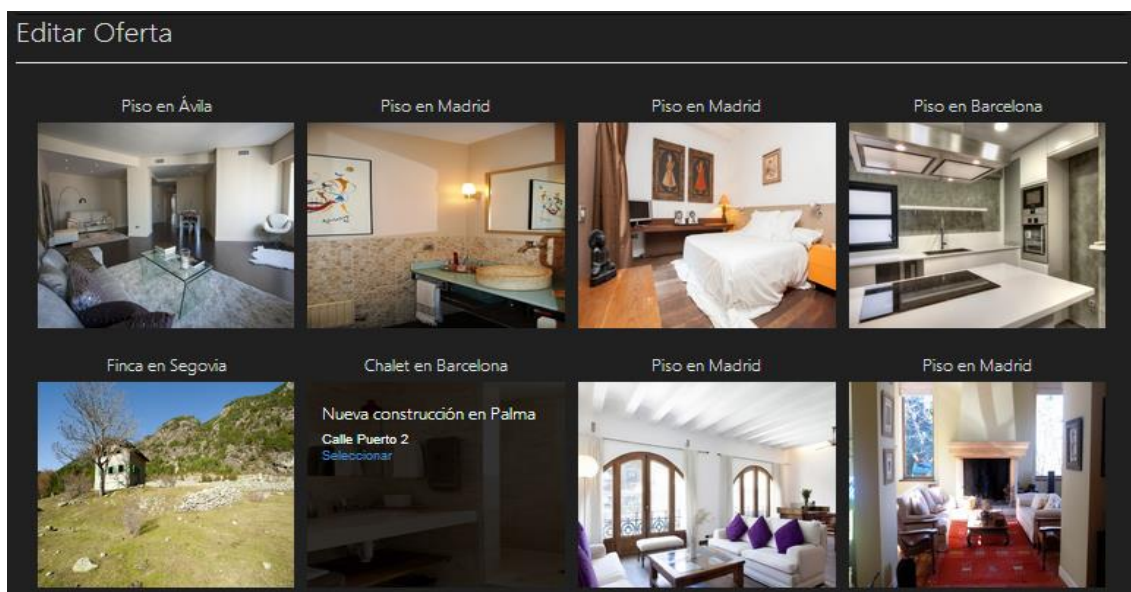 Editar Oferta
Piso en Ávila
Piso en Madrid
Piso en Madrid
Piso en Barcelona
Finca en Segovia
Chalet en Barcelona
Piso en Madrid
Piso en Madrid
Nueva construcción en Palma
Calle Puerto 2
Seleccionar